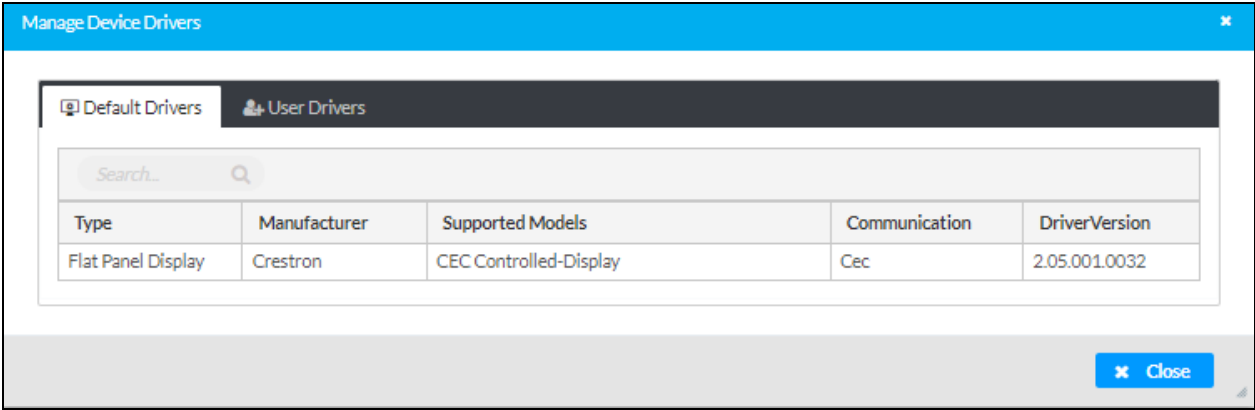 Manage Device Drivers
Default Drivers User Drivers
Search...
Type Manufacturer Supported Models Communication DriverVersion
Flat Panel Display Crestron CEC Controlled-Display Cec 2.05.001.0032
Close